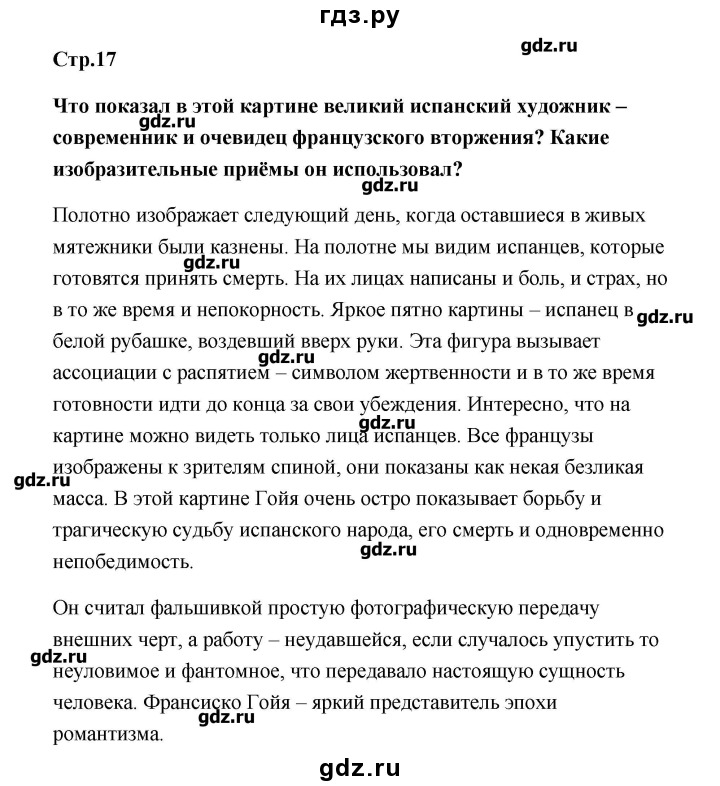 гдз.ру
gdz.ru
Стр.17
Что показал в этой картине великий испанский художник –
gdz.ru
современник и очевидец французского вторжения? Какие
изобразительные приёмы он использовал?
gdz.ru
Полотно изображает следующий день, когда оставшиеся в живых
мятежники были казнены. На полотне мы видим испанцев, которые
gdz.ru
готовятся принять смерть. На их лицах написаны и боль, и страх, но
в то же время и непокорность. Яркое пятно картины – испанец в
gdz.ru
белой рубашке, воздевший вверх руки. Эта фигура вызывает
gdz.ru
ассоциации с распятием – символом жертвенности и в то же время
готовности идти до конца за свои убеждения. Интересно, что на
gdz.ru
картине можно видеть только лица испанцев. Все французы
изображены к зрителям спиной, они показаны как некая безликая
gdz.ru
масса. В этой картине Гойя очень остро показывает борьбу и
трагическую судьбу испанского народа, его смерть и одновременно
gdz.ru
непобедимость.
Он считал фальшивкой простую фотографическую передачу
внешних черт, а работу – неудавшейся, если случалось упустить то
gdz.ru
неуловимое и фантомное, что передавало настоящую сущность
человека. Франсиско Гойя – яркий представитель эпохи
gdz.ru
романтизма.
gdz.ru